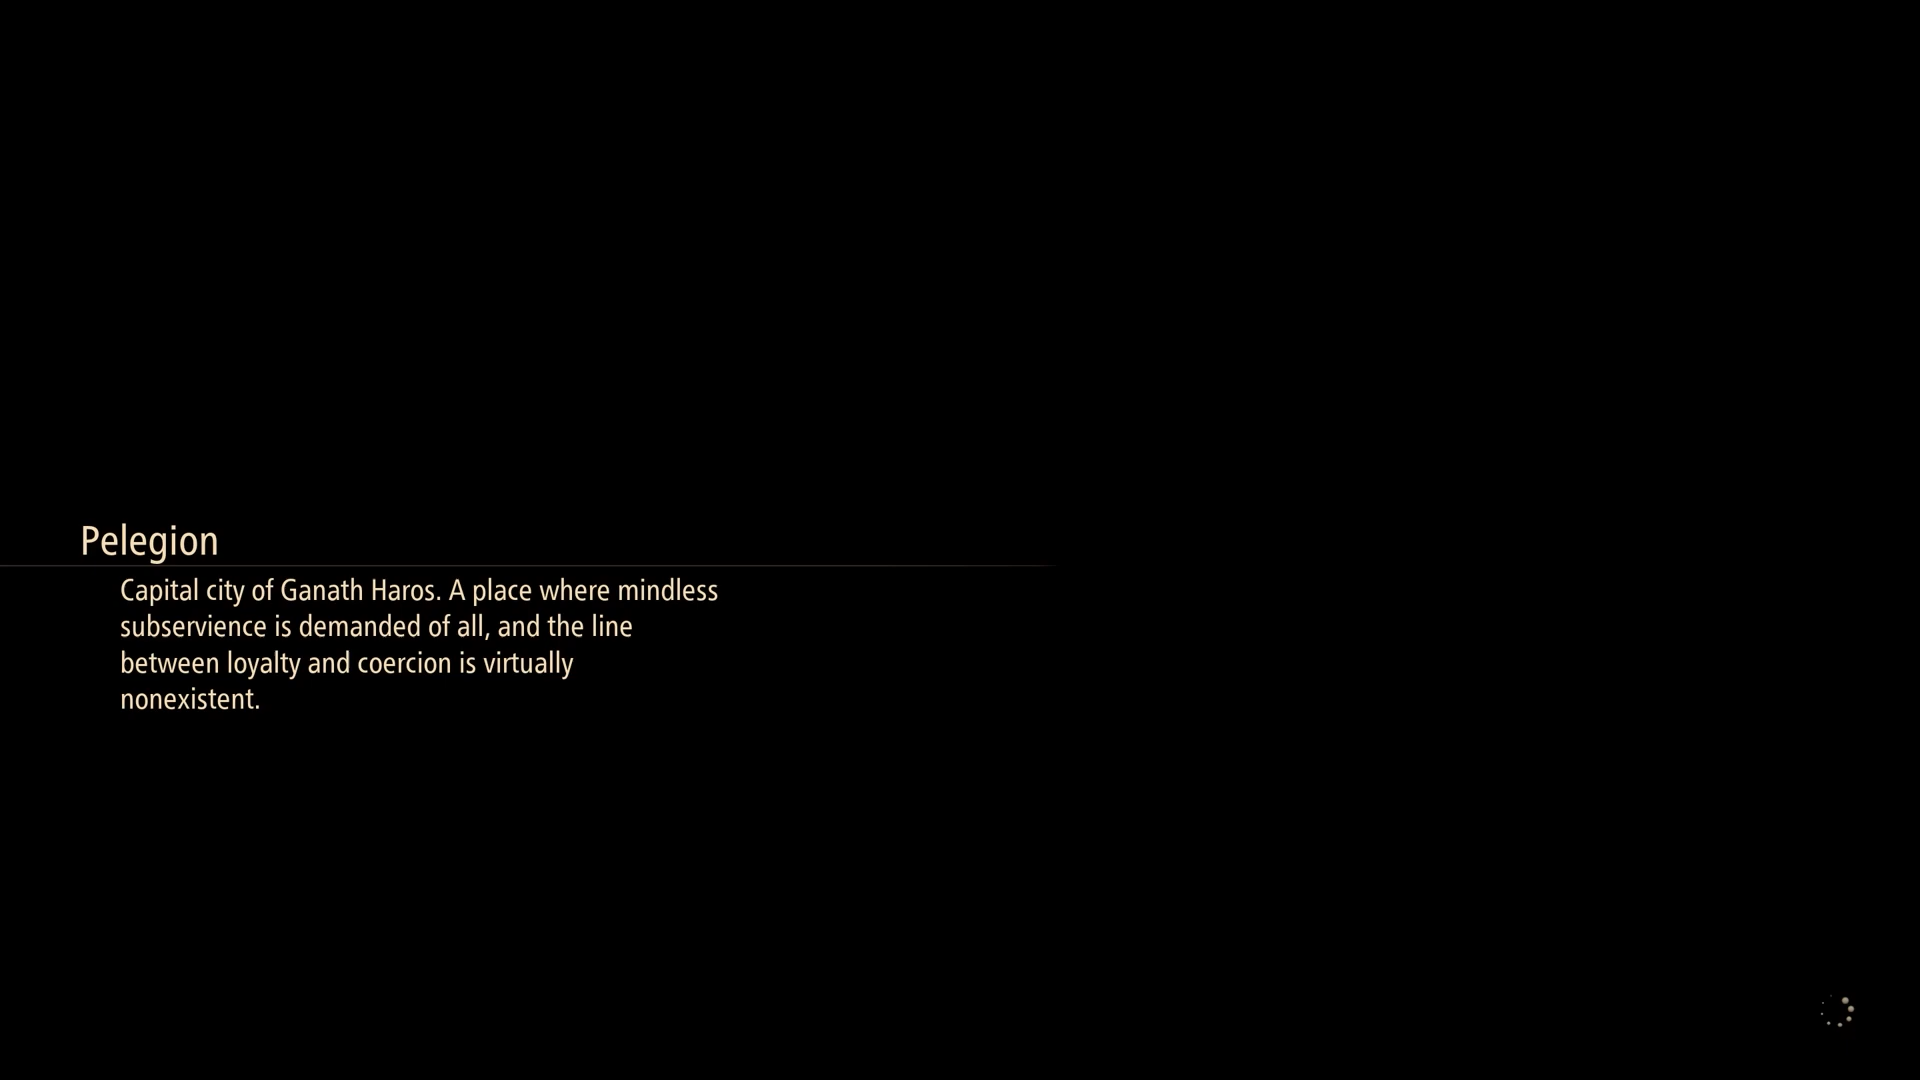 Pelegion
Capital city of Ganath Haros. A place where mindless
subservience is demanded of all, and the line
between loyalty and coercion is virtually
nonexistent.